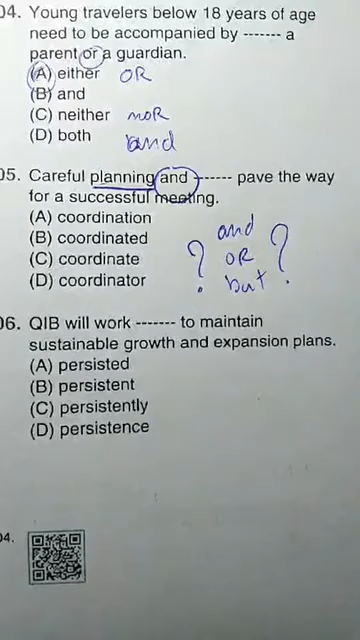 04. Young travelers below 18 years of age
need to be accompanied by ------- a
parent or a guardian.
(A) either OR
(B) and
(C) neither noR
(D) both and
05. Careful planning and ------- pave the way
for a successful meeting.
(A) coordination
(B) coordinated
(C) coordinate
(D) coordinator
? and ?
OR
but
06. QIB will work ------- to maintain
sustainable growth and expansion plans.
(A) persisted
(B) persistent
(C) persistently
(D) persistence
04.